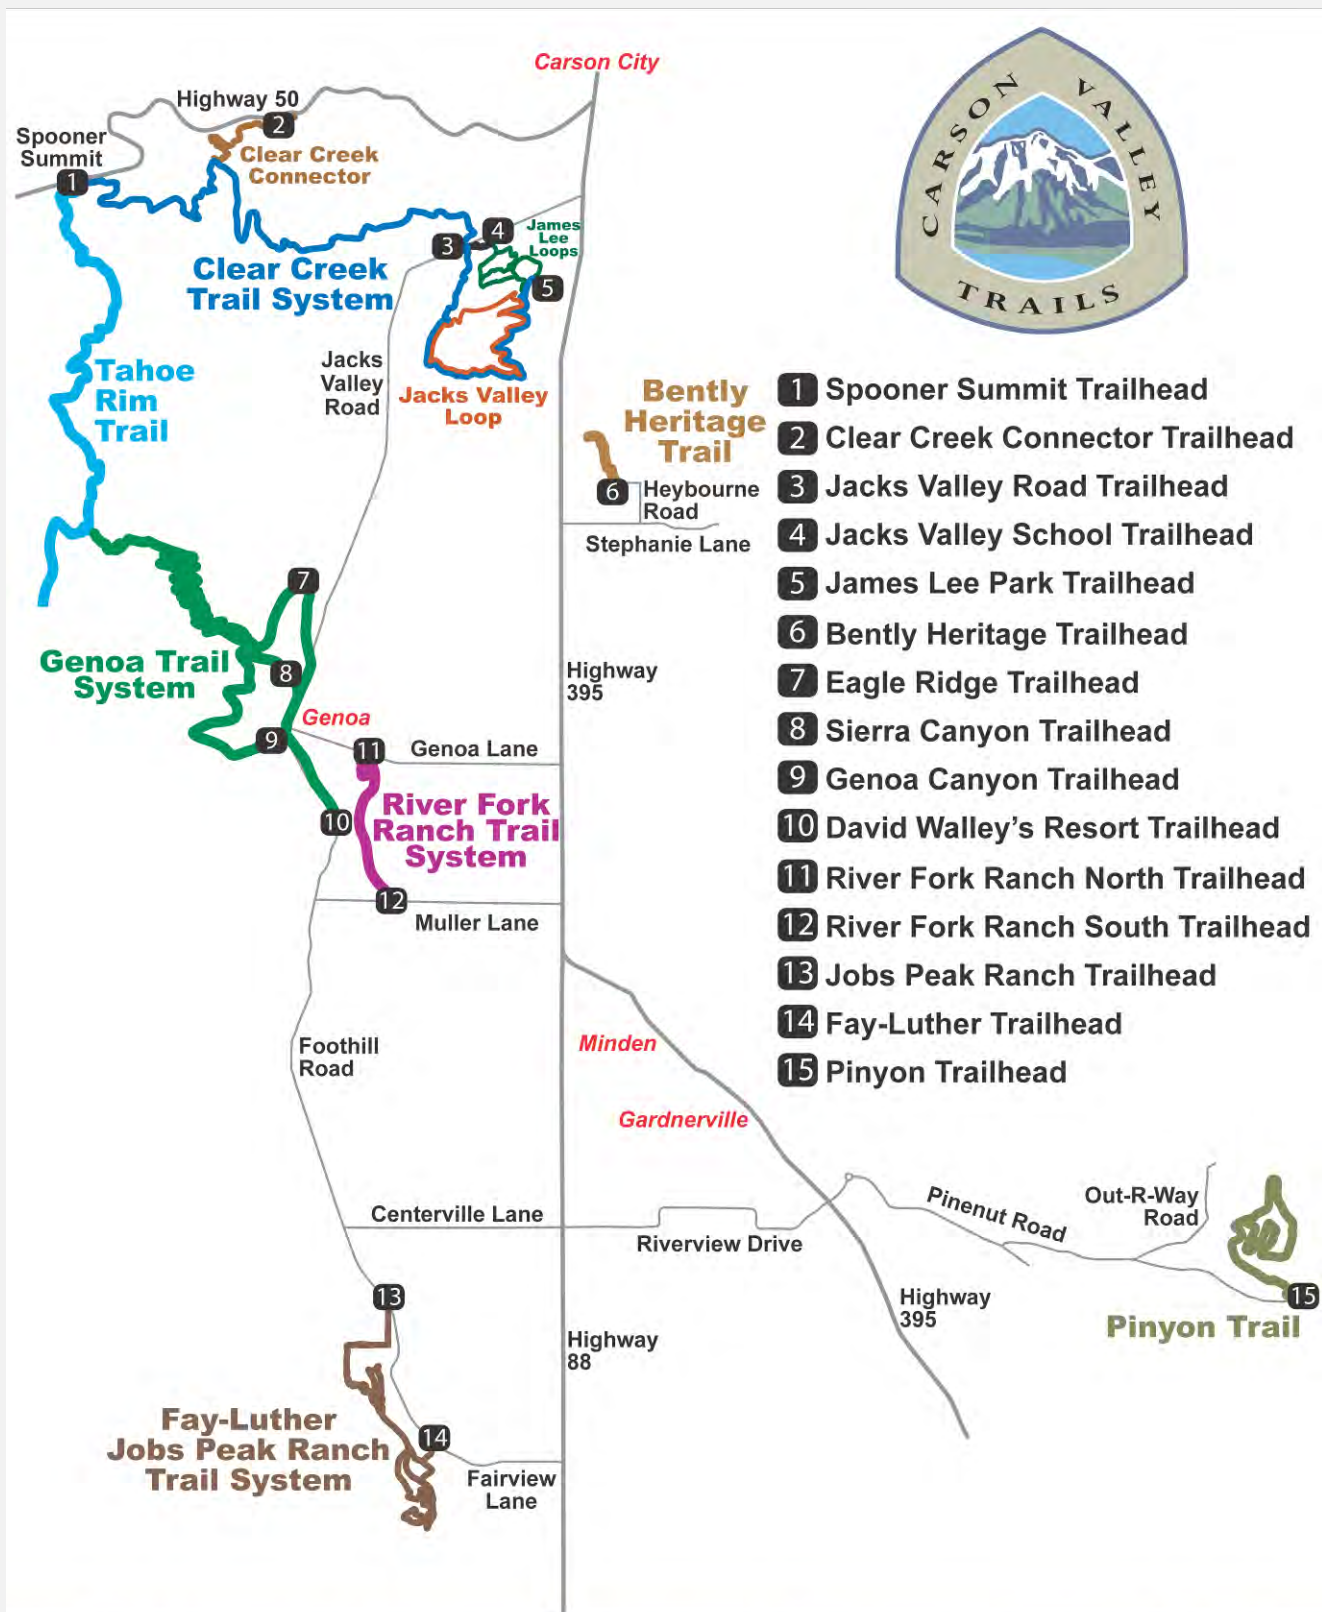 Carson City
Highway 50
2
Spooner
Summit
Clear Creek
Connector
1
CARSON VALLEY
TRAILS
4
James
Lee
Loops
3
Clear Creek
Trail System
5
Jacks
Valley
Road
Tahoe
Rim
Trail
Jacks Valley
Loop
Bently
Heritage
Trail
6
Heybourne
Road
Stephanie Lane
7
Genoa Trail
System
8
Highway
395
Genoa
9
11
Genoa Lane
10
River Fork
Ranch Trail
System
12
Muller Lane
Foothill
Road
Minden
Gardnerville
Centerville Lane
Riverview Drive
Pinenut Road
Out-R-Way
Road
13
Highway
88
Highway
395
15
Pinyon Trail
Fay-Luther
Jobs Peak Ranch
Trail System
14
Fairview
Lane
1 Spooner Summit Trailhead
2 Clear Creek Connector Trailhead
3 Jacks Valley Road Trailhead
4 Jacks Valley School Trailhead
5 James Lee Park Trailhead
6 Bently Heritage Trailhead
7 Eagle Ridge Trailhead
8 Sierra Canyon Trailhead
9 Genoa Canyon Trailhead
10 David Walley's Resort Trailhead
11 River Fork Ranch North Trailhead
12 River Fork Ranch South Trailhead
13 Jobs Peak Ranch Trailhead
14 Fay-Luther Trailhead
15 Pinyon Trailhead